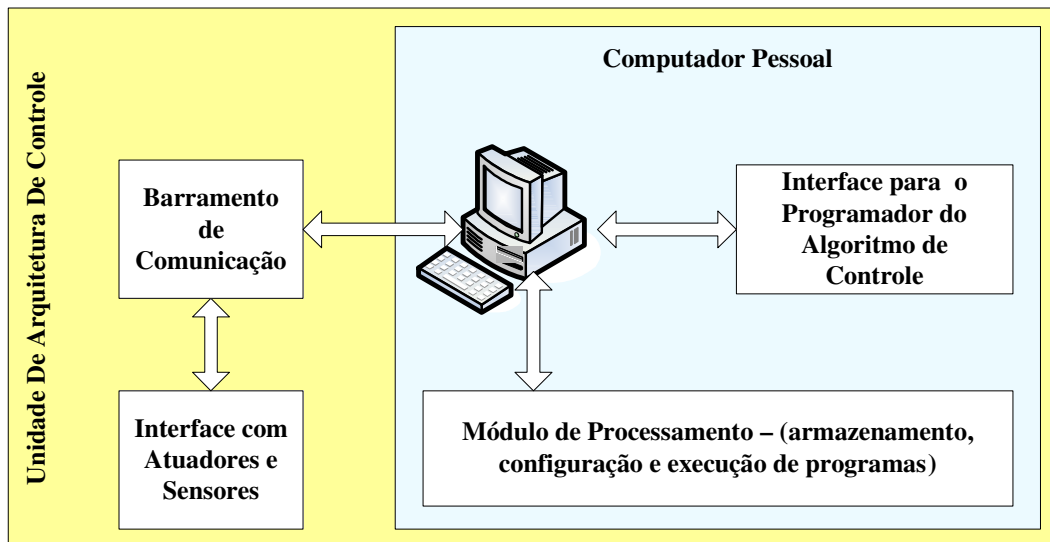 Unidade De Arquitetura De Controle
Computador Pessoal
Barramento
de
Comunicação
Interface para o
Programador do
Algoritmo de
Controle
Interface com
Atuadores e
Sensores
Módulo de Processamento – (armazenamento,
configuração e execução de programas)